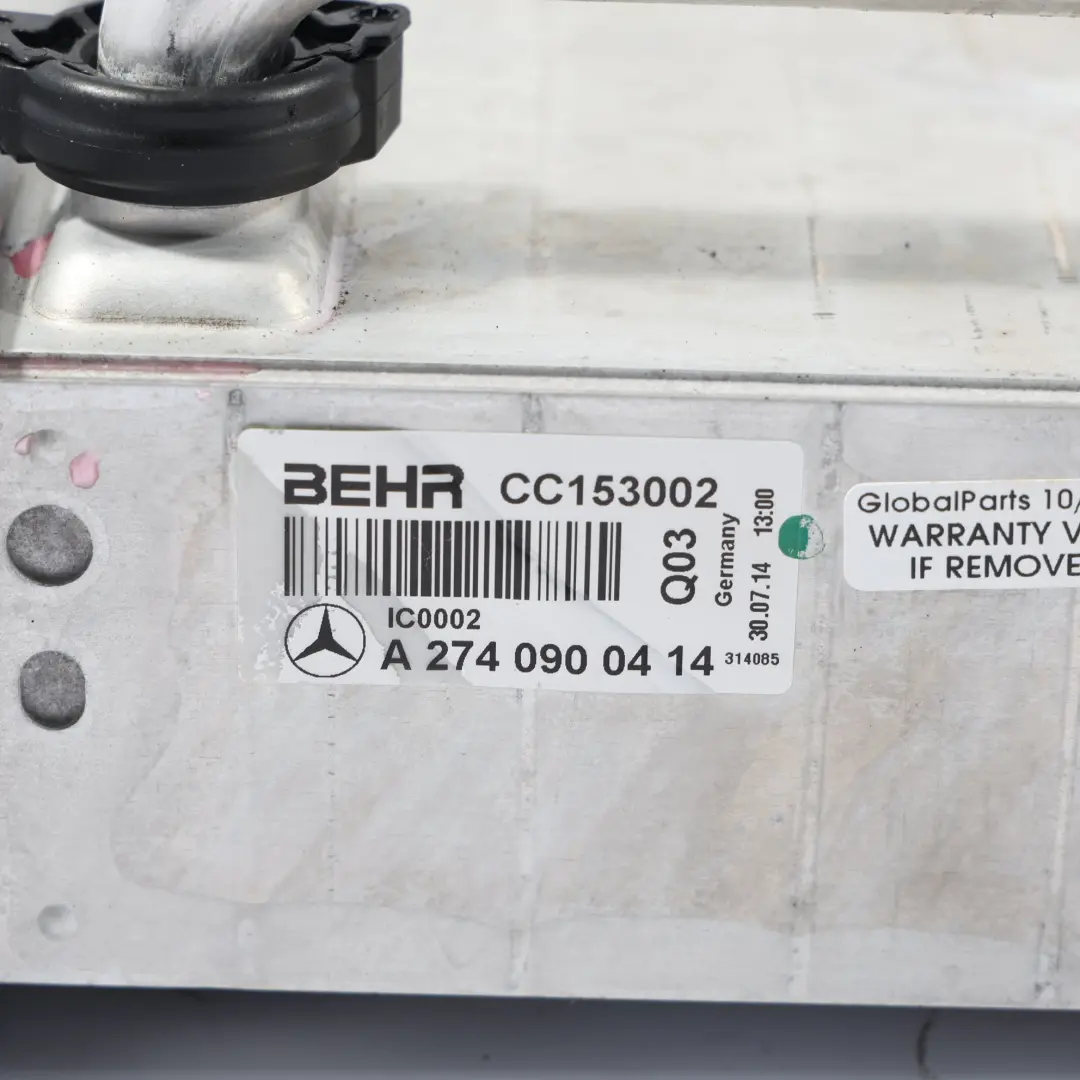 BEHR CC153002
IC0002
A 274 090 04 14
Q03
Germany
30.07.14 13:00
314085
GlobalParts 10/
WARRANTY V
IF REMOVE